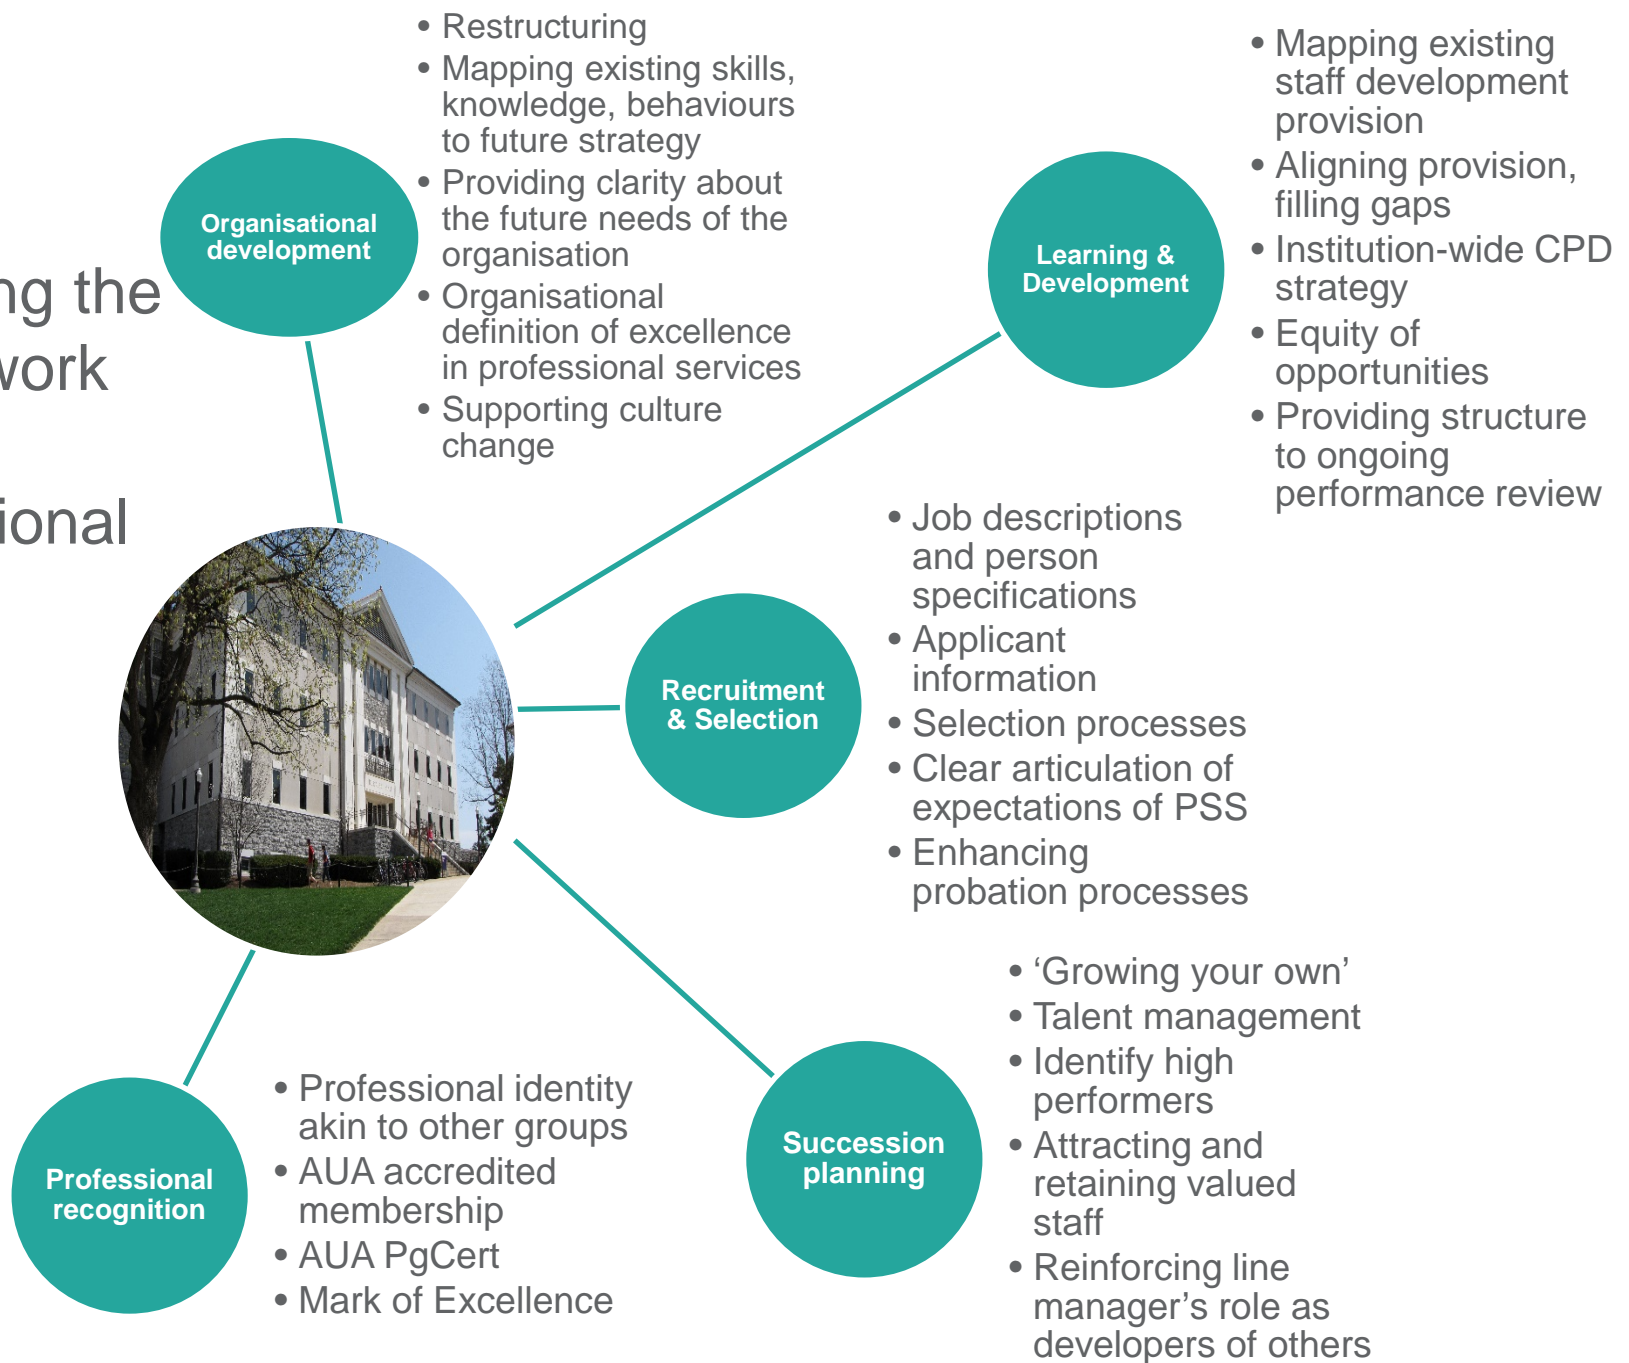 ng the
work
ional
Organisational
development
• Restructuring
• Mapping existing skills,
knowledge, behaviours
to future strategy
• Providing clarity about
the future needs of the
organisation
• Organisational
definition of excellence
in professional services
• Supporting culture
change
Learning &
Development
• Mapping existing
staff development
provision
• Aligning provision,
filling gaps
• Institution-wide CPD
strategy
• Equity of
opportunities
• Providing structure
to ongoing
performance review
Recruitment
& Selection
• Job descriptions
and person
specifications
• Applicant
information
• Selection processes
• Clear articulation of
expectations of PSS
• Enhancing
probation processes
Succession
planning
• ‘Growing your own’
• Talent management
• Identify high
performers
• Attracting and
retaining valued
staff
• Reinforcing line
manager’s role as
developers of others
Professional
recognition
• Professional identity
akin to other groups
• AUA accredited
membership
• AUA PgCert
• Mark of Excellence